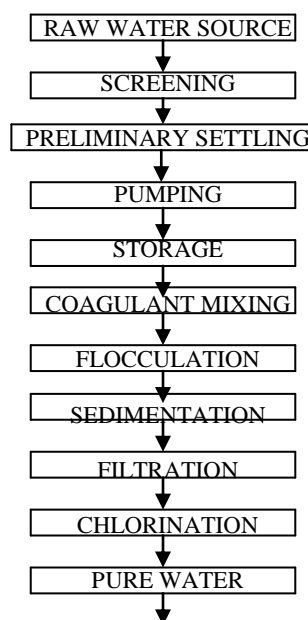 RAW WATER SOURCE
SCREENING
PRELIMINARY SETTLING
PUMPING
STORAGE
COAGULANT MIXING
FLOCCULATION
SEDIMENTATION
FILTRATION
CHLORINATION
PURE WATER